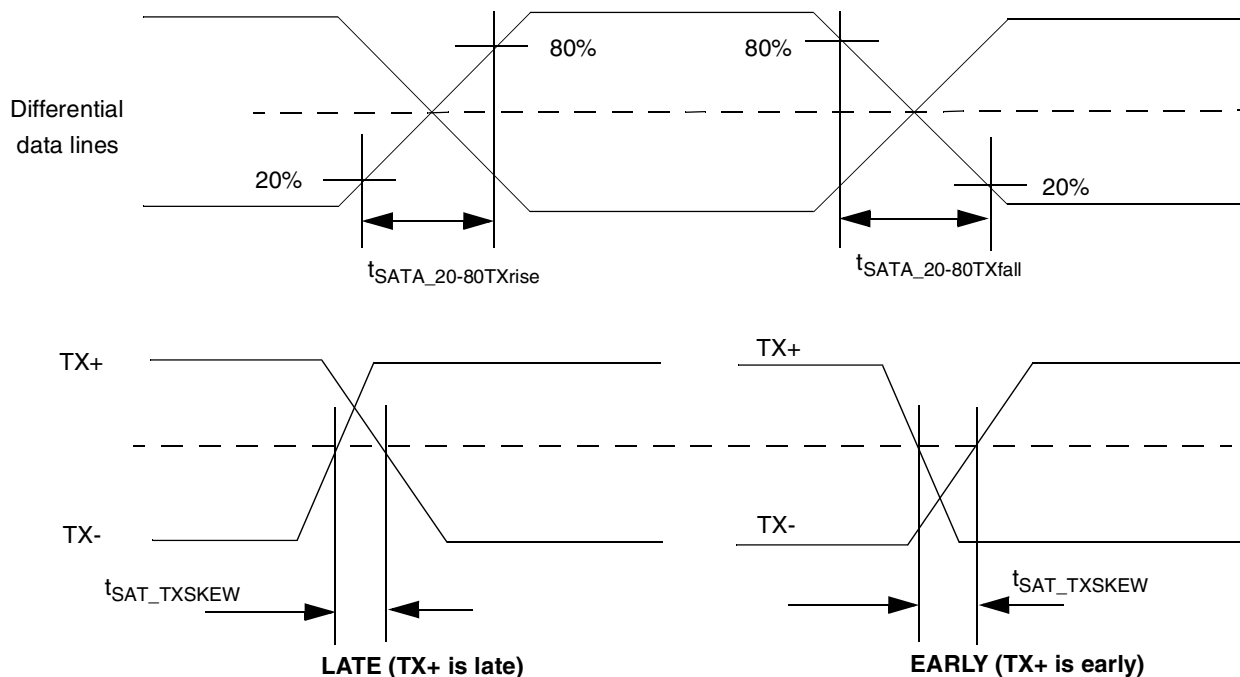 80%
80%
Differential
data lines
20%
20%
tSATA_20-80TXrise
tSATA_20-80TXfall
TX+
TX+
TX-
TX-
tSAT_TXSKEW
tSAT_TXSKEW
LATE (TX+ is late)
EARLY (TX+ is early)